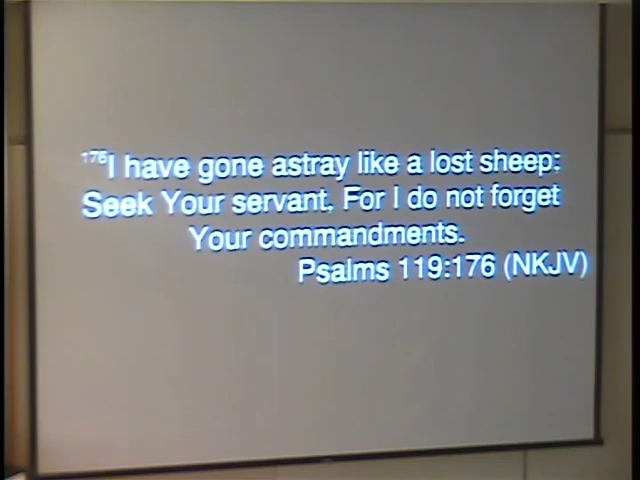 176I have gone astray like a lost sheep;
Seek Your servant, For I do not forget
Your commandments.
Psalms 119:176 (NKJV)